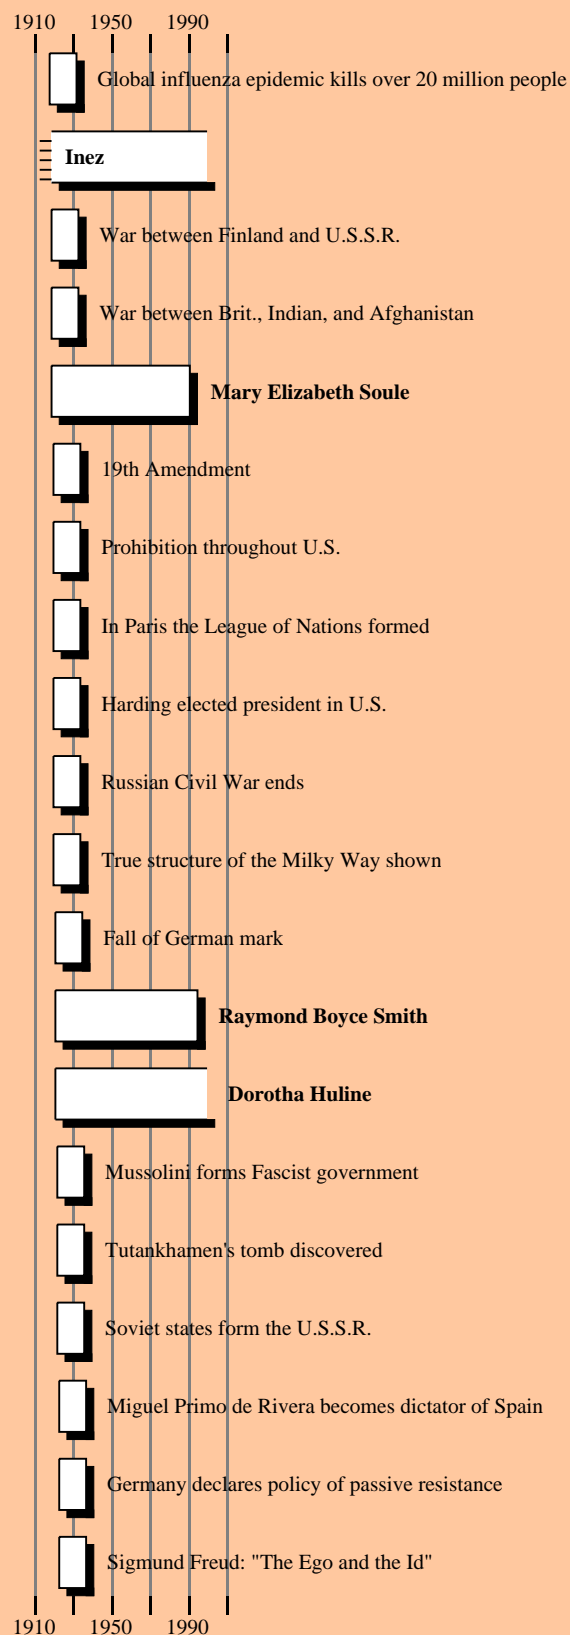 1910 1950 1990
Global influenza epidemic kills over 20 million people
Inez
War between Finland and U.S.S.R.
War between Brit., Indian, and Afghanistan
Mary Elizabeth Soule
19th Amendment
Prohibition throughout U.S.
In Paris the League of Nations formed
Harding elected president in U.S.
Russian Civil War ends
True structure of the Milky Way shown
Fall of German mark
Raymond Boyce Smith
Dorotha Huline
Mussolini forms Fascist government
Tutankhamen's tomb discovered
Soviet states form the U.S.S.R.
Miguel Primo de Rivera becomes dictator of Spain
Germany declares policy of passive resistance
Sigmund Freud: "The Ego and the Id"
1910 1950 1990